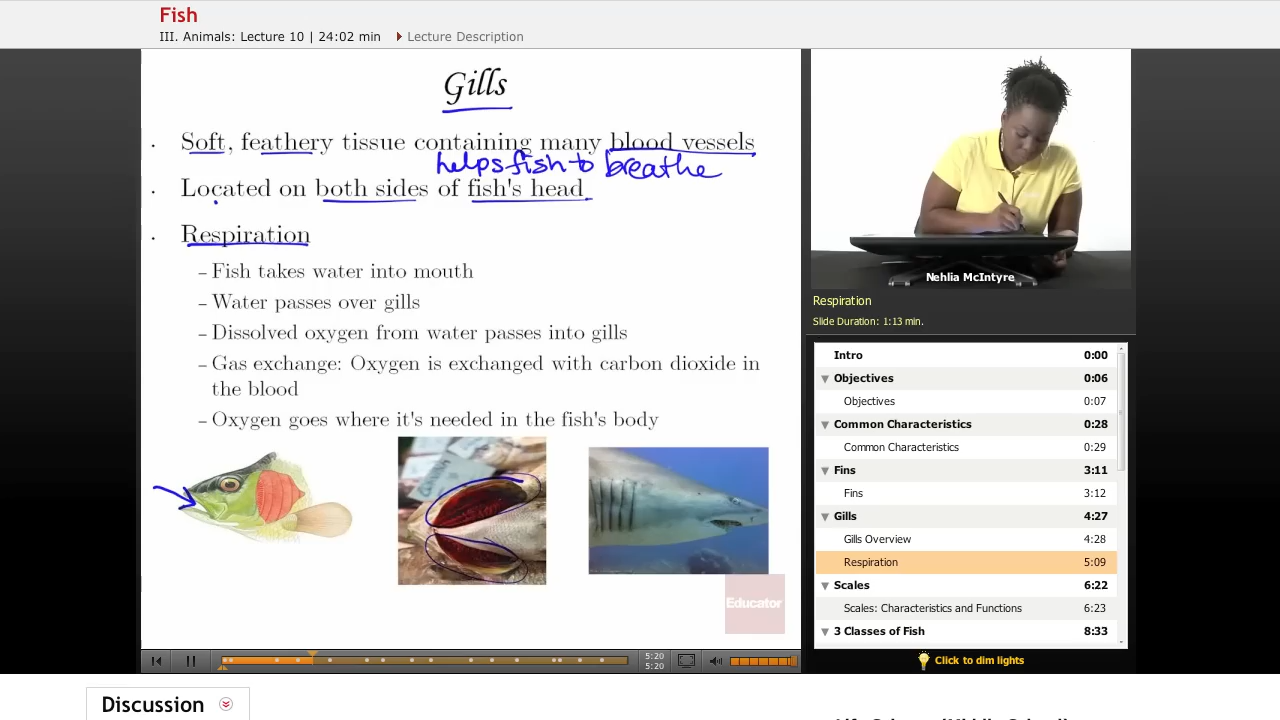 Fish
III. Animals: Lecture 10 | 24:02 min
Lecture Description
Gills
Soft, feathery tissue containing many blood vessels
helps fish to breathe
Located on both sides of fish's head
Respiration
– Fish takes water into mouth
– Water passes over gills
– Dissolved oxygen from water passes into gills
– Gas exchange: Oxygen is exchanged with carbon dioxide in
the blood
– Oxygen goes where it's needed in the fish's body
Educator
5:20
5:20
Nehlia McIntyre
Respiration
Slide Duration: 1:13 min.
Intro 0:00
Objectives 0:06
Objectives 0:07
Common Characteristics 0:28
Common Characteristics 0:29
Fins 3:11
Fins 3:12
Gills 4:27
Gills Overview 4:28
Respiration 5:09
Scales 6:22
Scales: Characteristics and Functions 6:23
3 Classes of Fish 8:33
Click to dim lights
Discussion